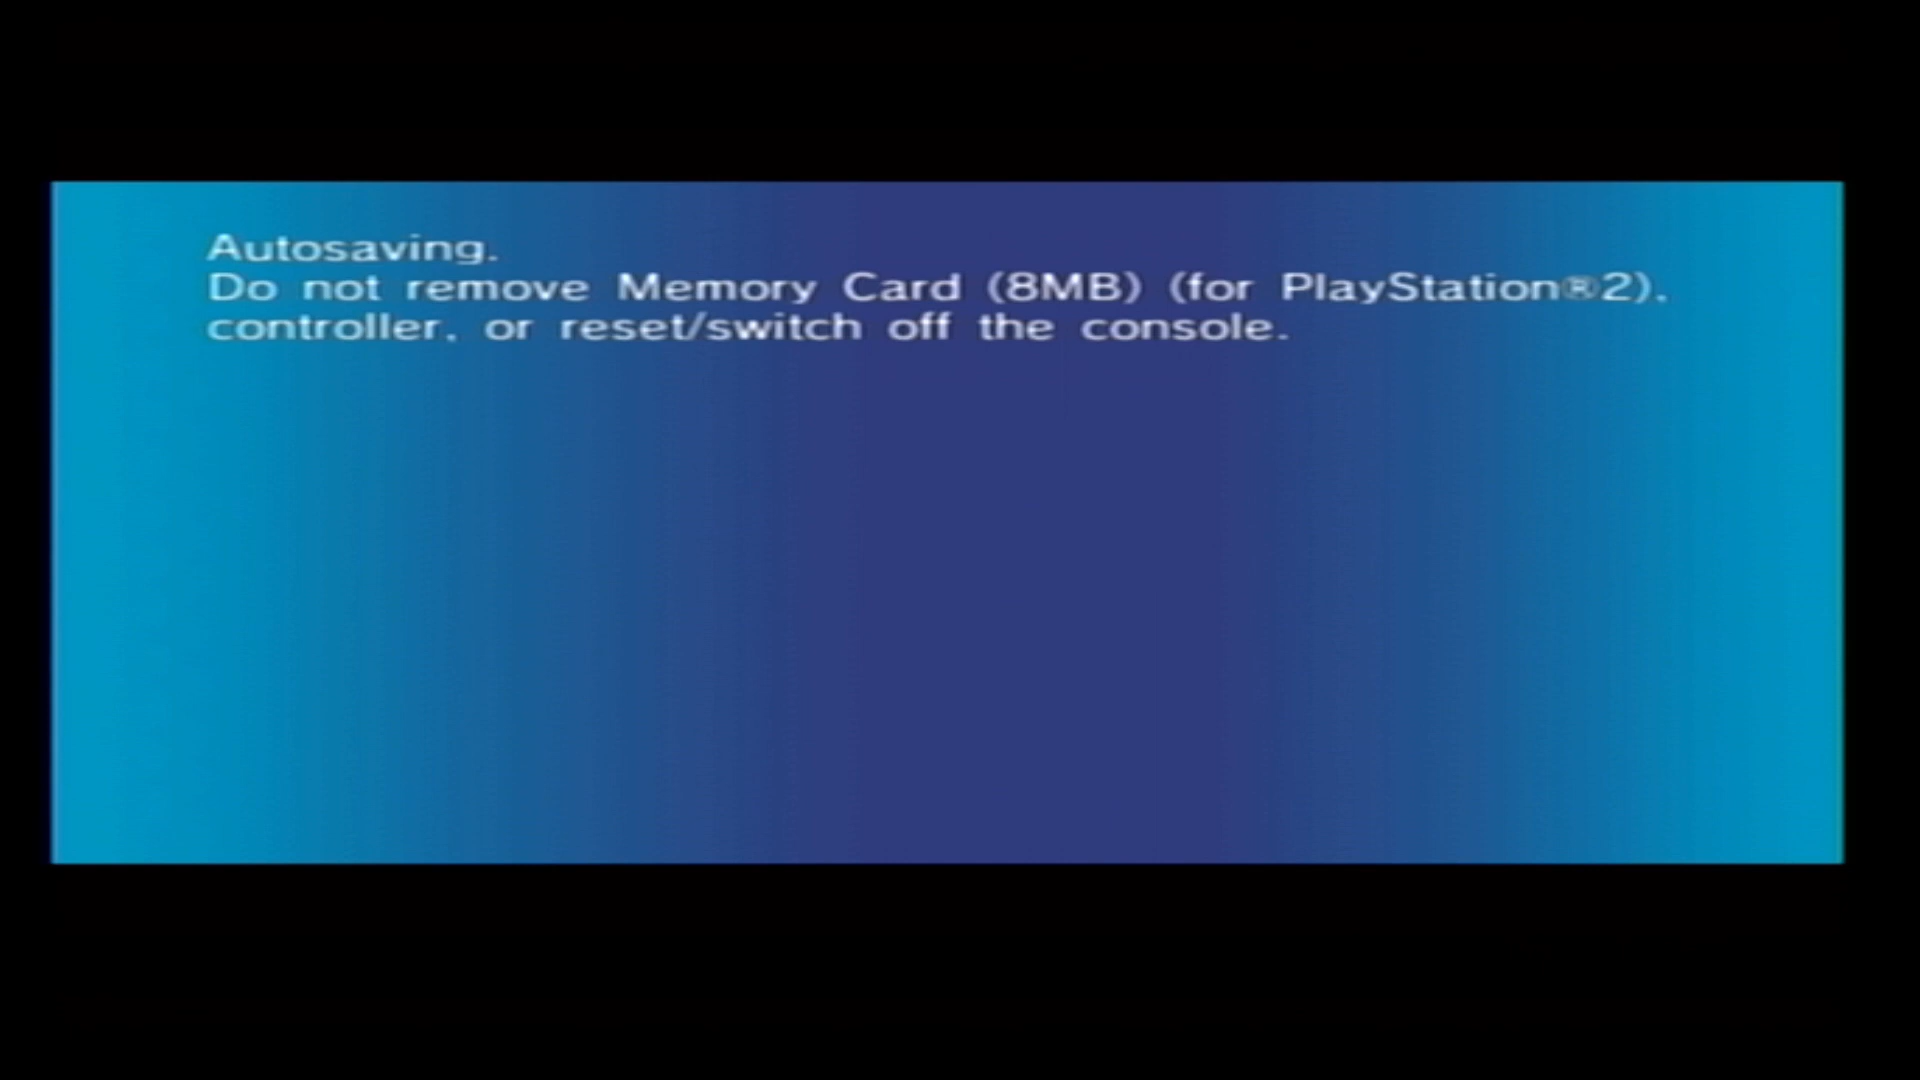 Autosaving.
Do not remove Memory Card (8MB) (for PlayStation®2),
controller, or reset/switch off the console.